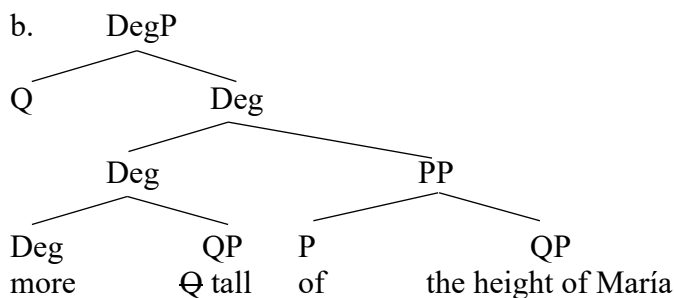 b. DegP
Q Deg
Deg PP
Deg QP P QP
more Q tall of the height of María